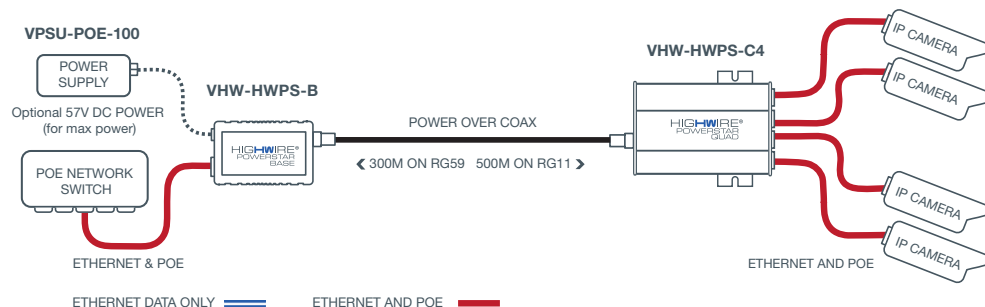 VPSU-POE-100
POWER
SUPPLY
Optional 57V DC POWER
(for max power)
POE NETWORK
SWITCH
ETHERNET & POE
VHW-HWPS-B
HIGHWIRE®
POWERSTAR
BASE
POWER OVER COAX
300M ON RG59 500M ON RG11
VHW-HWPS-C4
HIGHWIRE®
POWERSTAR
QUAD
IP CAMERA
IP CAMERA
IP CAMERA
IP CAMERA
ETHERNET AND POE
ETHERNET DATA ONLY
ETHERNET AND POE